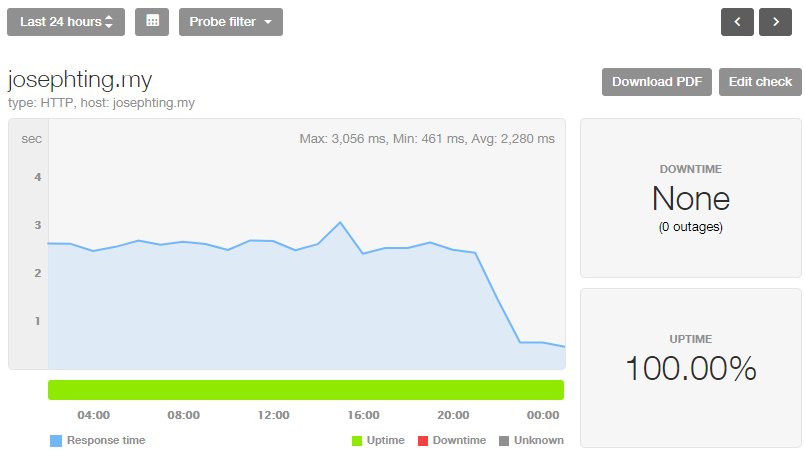 Last 24 hours
Probe filter
josephting.my
Download PDF
Edit check
type: HTTP, host: josephting.my
sec
Max: 3,056 ms, Min: 461 ms, Avg: 2,280 ms
4
3
2
1
04:00 08:00 12:00 16:00 20:00 00:00
Response time
Uptime
Downtime
Unknown
DOWNTIME
None
(0 outages)
UPTIME
100.00%